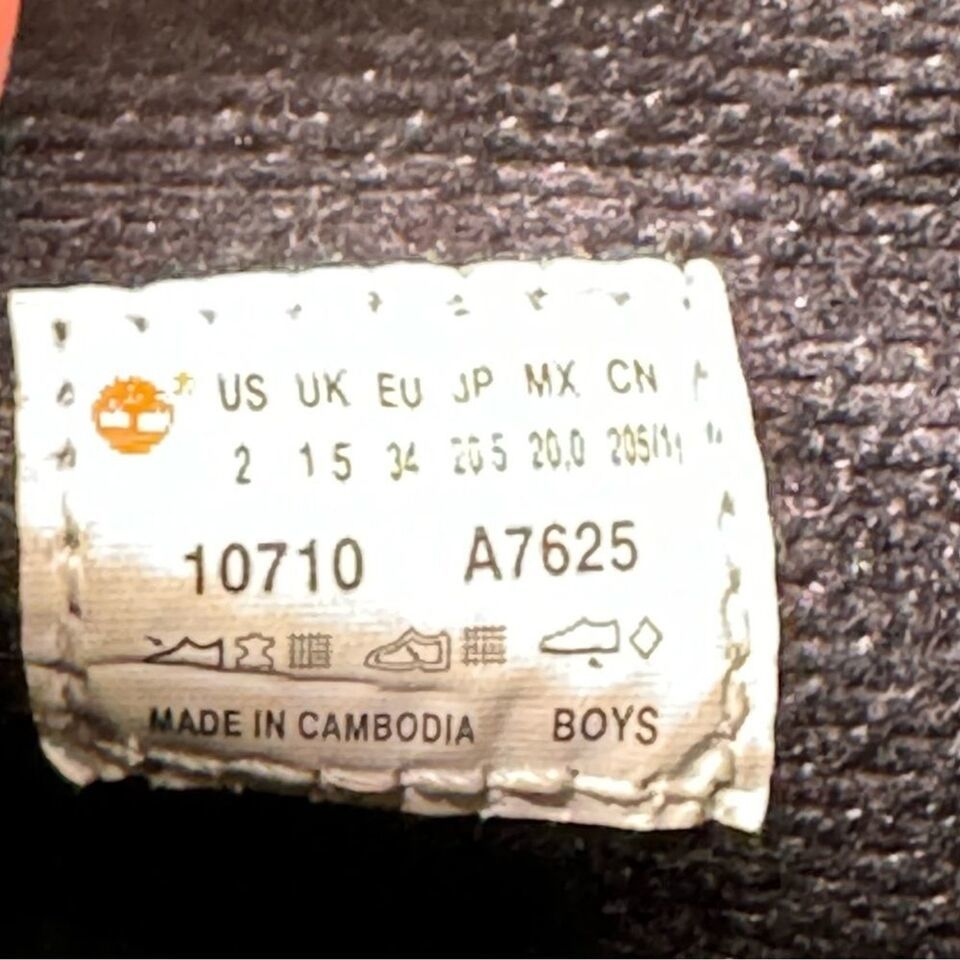 US UK EU JP MX CN
2 1 5 34 20 5 20.0
10710 A7625
MADE IN CAMBODIA BOYS